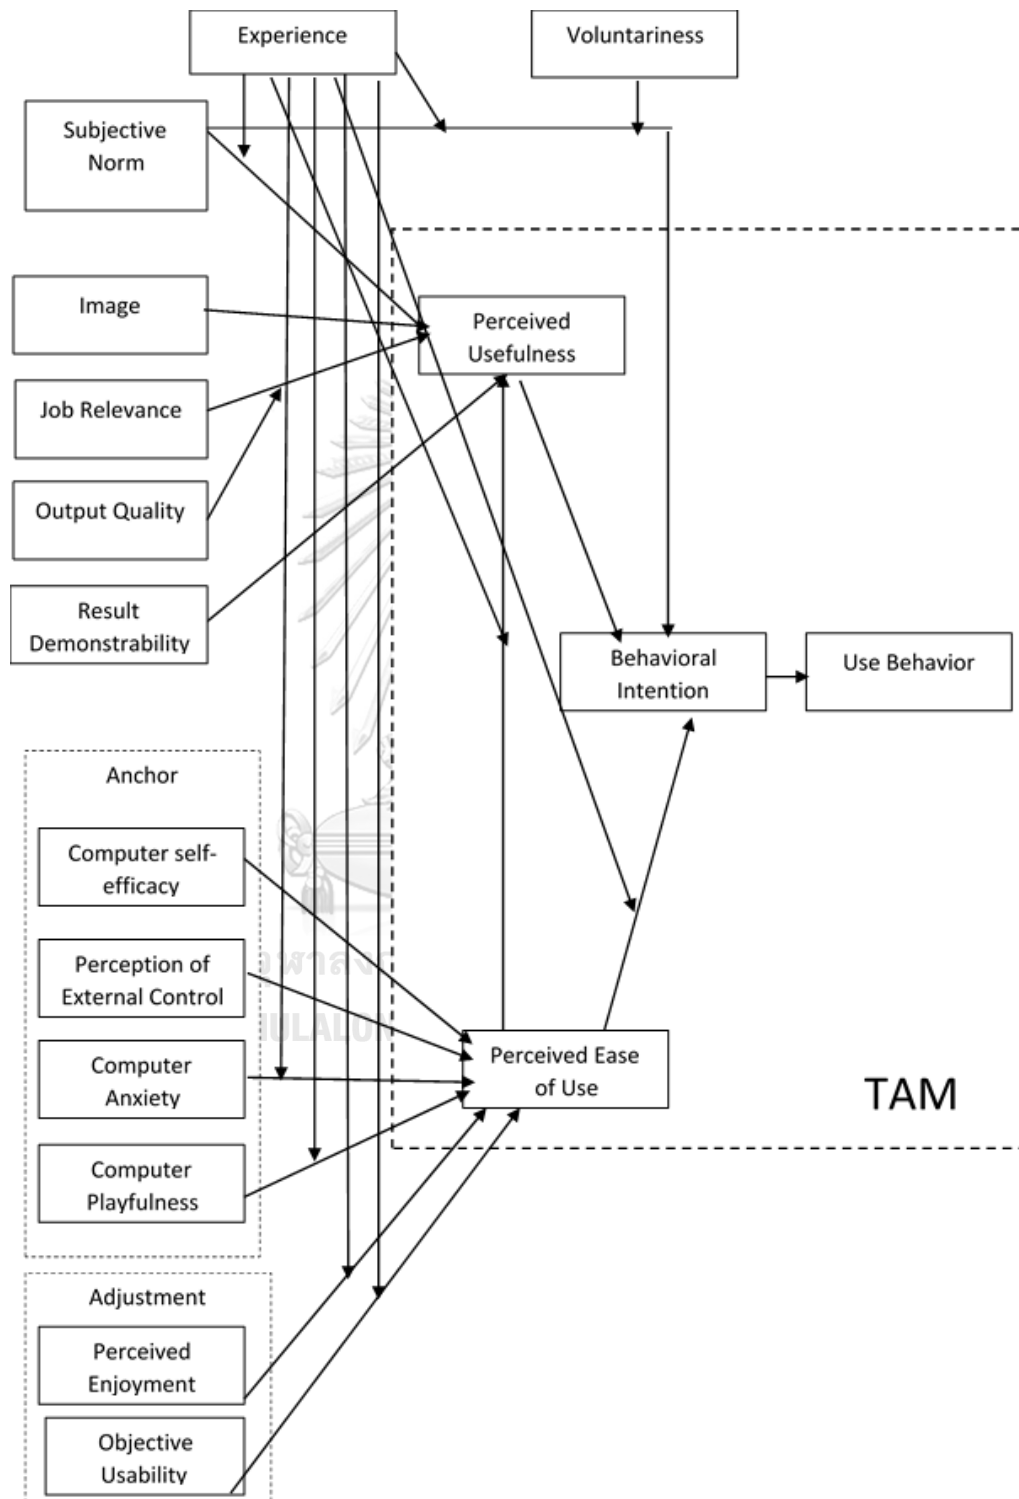 Experience
Voluntariness
Subjective
Norm
Image
Perceived
Usefulness
Job Relevance
Output Quality
Result
Demonstrability
Behavioral
Intention
Use Behavior
Anchor
Computer self-
efficacy
Perception of
External Control
Computer
Anxiety
Perceived Ease
of Use
TAM
Computer
Playfulness
Adjustment
Perceived
Enjoyment
Objective
Usability